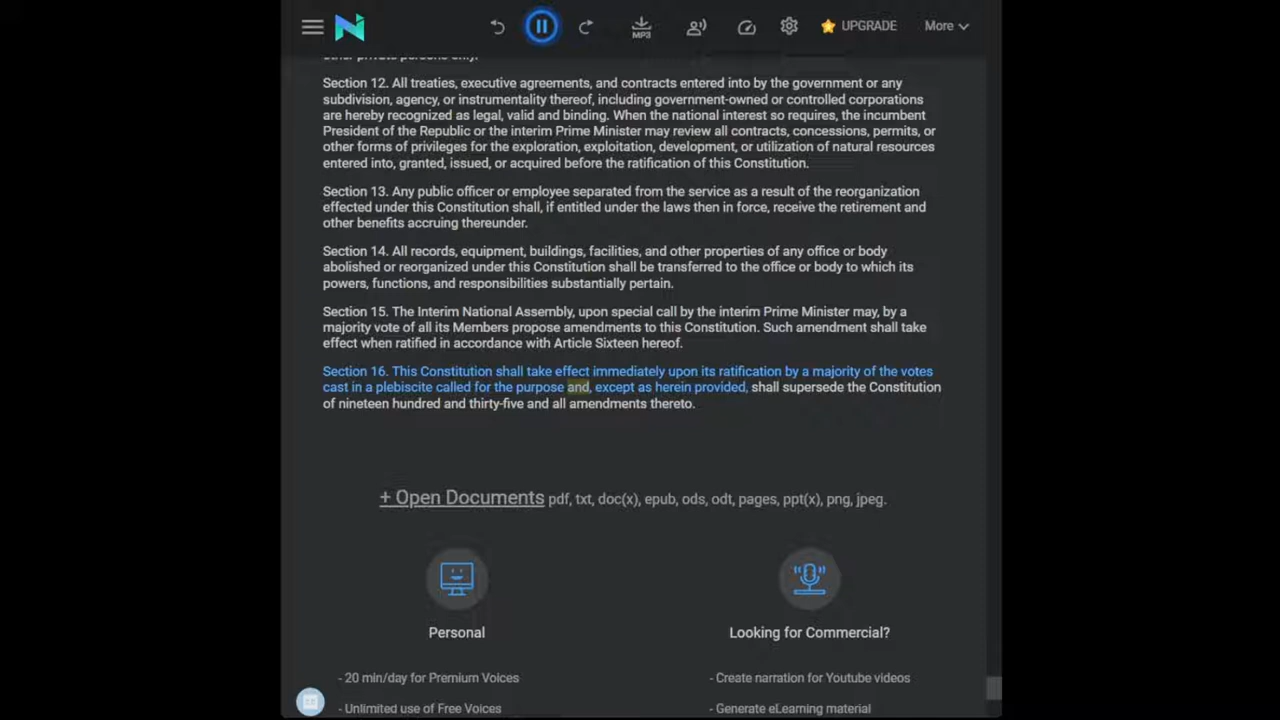 MP3
UPGRADE
More
other private persons only.
Section 12. All treaties, executive agreements, and contracts entered into by the government or any
subdivision, agency, or instrumentality thereof, including government-owned or controlled corporations
are hereby recognized as legal, valid and binding. When the national interest so requires, the incumbent
President of the Republic or the interim Prime Minister may review all contracts, concessions, permits, or
other forms of privileges for the exploration, exploitation, development, or utilization of natural resources
entered into, granted, issued, or acquired before the ratification of this Constitution.
Section 13. Any public officer or employee separated from the service as a result of the reorganization
effected under this Constitution shall, if entitled under the laws then in force, receive the retirement and
other benefits accruing thereunder.
Section 14. All records, equipment, buildings, facilities, and other properties of any office or body
abolished or reorganized under this Constitution shall be transferred to the office or body to which its
powers, functions, and responsibilities substantially pertain.
Section 15. The Interim National Assembly, upon special call by the interim Prime Minister may, by a
majority vote of all its Members propose amendments to this Constitution. Such amendment shall take
effect when ratified in accordance with Article Sixteen hereof.
Section 16. This Constitution shall take effect immediately upon its ratification by a majority of the votes
cast in a plebiscite called for the purpose and, except as herein provided, shall supersede the Constitution
of nineteen hundred and thirty-five and all amendments thereto.
+ Open Documents pdf, txt, doc(x), epub, ods, odt, pages, ppt(x), png, jpeg.
Personal
Looking for Commercial?
- 20 min/day for Premium Voices
- Create narration for Youtube videos
- Unlimited use of Free Voices
- Generate eLearning material